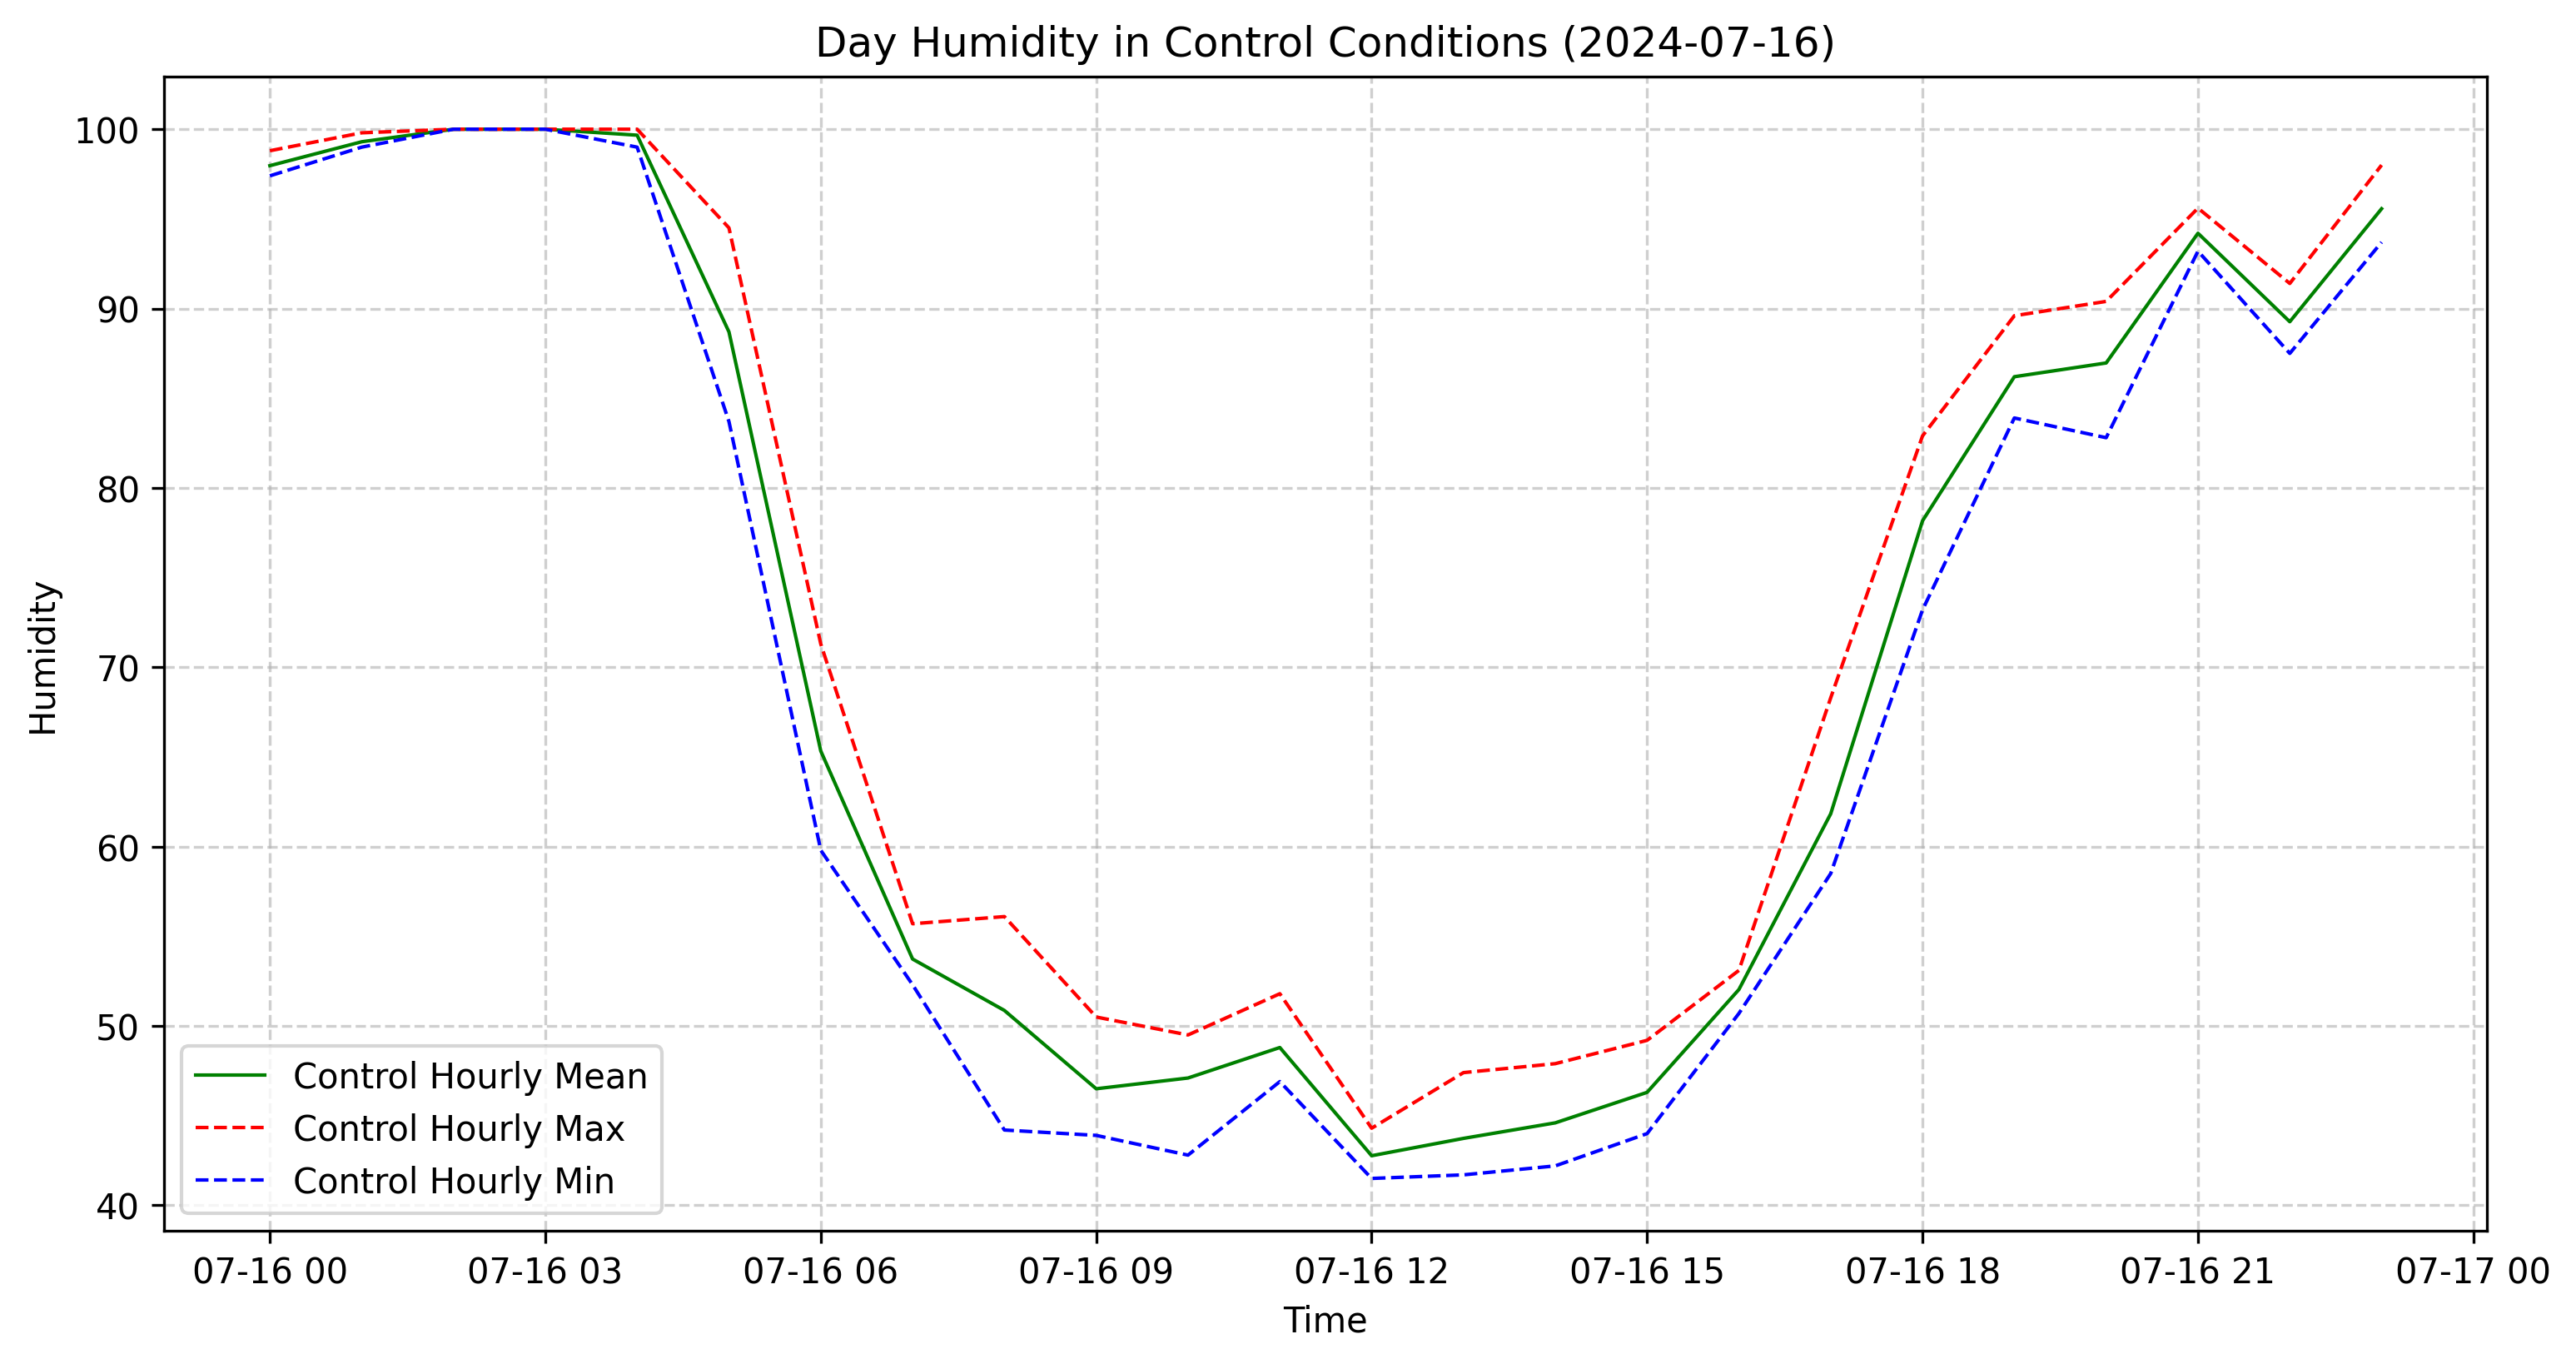 Day Humidity in Control Conditions (2024-07-16)
100
90
80
70
60
50
40
Humidity
Control Hourly Mean
Control Hourly Max
Control Hourly Min
07-16 00 07-16 03 07-16 06 07-16 09 07-16 12 07-16 15 07-16 18 07-16 21 07-17 00
Time